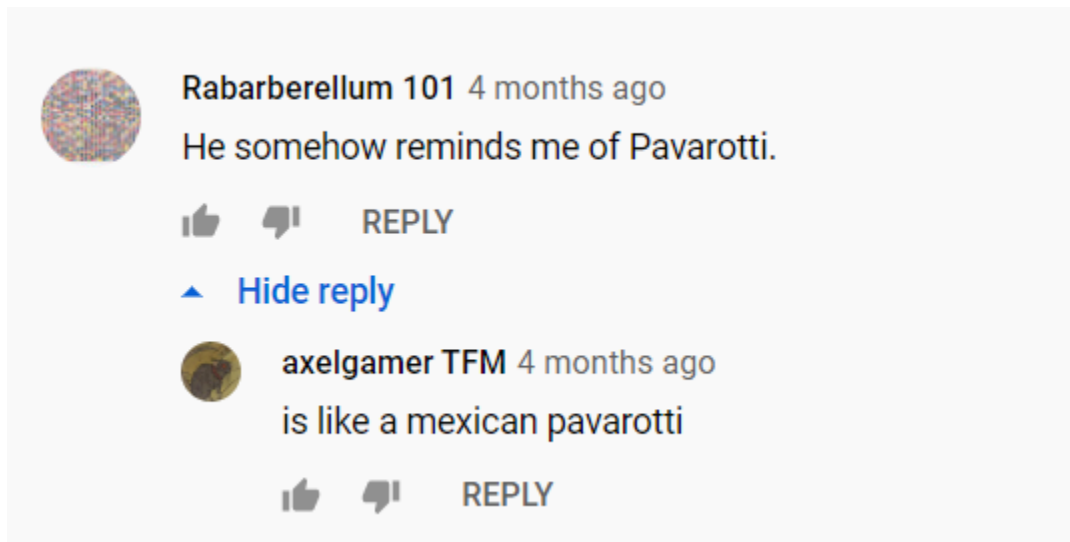 Rabarberellum 101 4 months ago
He somehow reminds me of Pavarotti.
REPLY
Hide reply
axelgamer TFM 4 months ago
is like a mexican pavarotti
REPLY